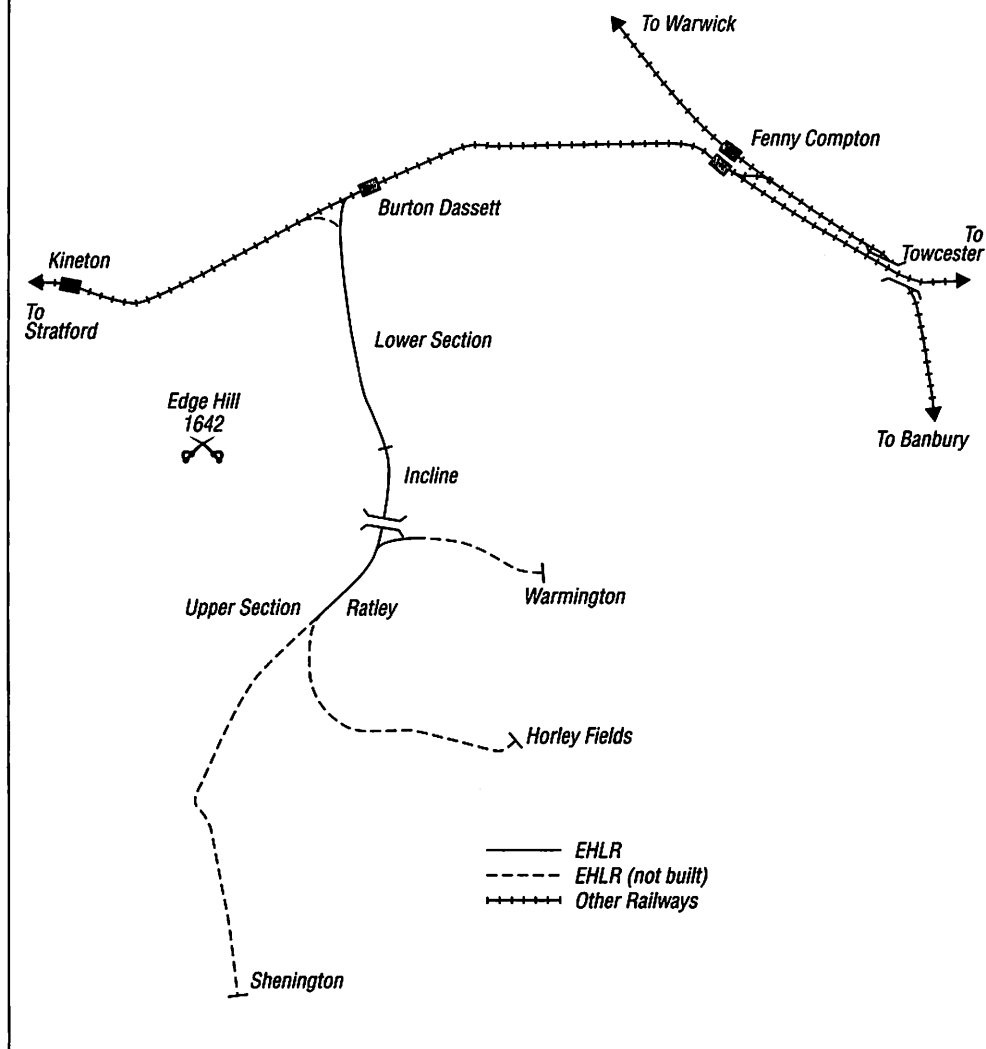 To Warwick
Fenny Compton
Burton Dassett
To
Towcester
Kineton
To
Stratford
Lower Section
Edge Hill
1642
To Banbury
Incline
Warmington
Upper Section
Ratley
Horley Fields
EHLR
EHLR (not built)
Other Railways
Shenington